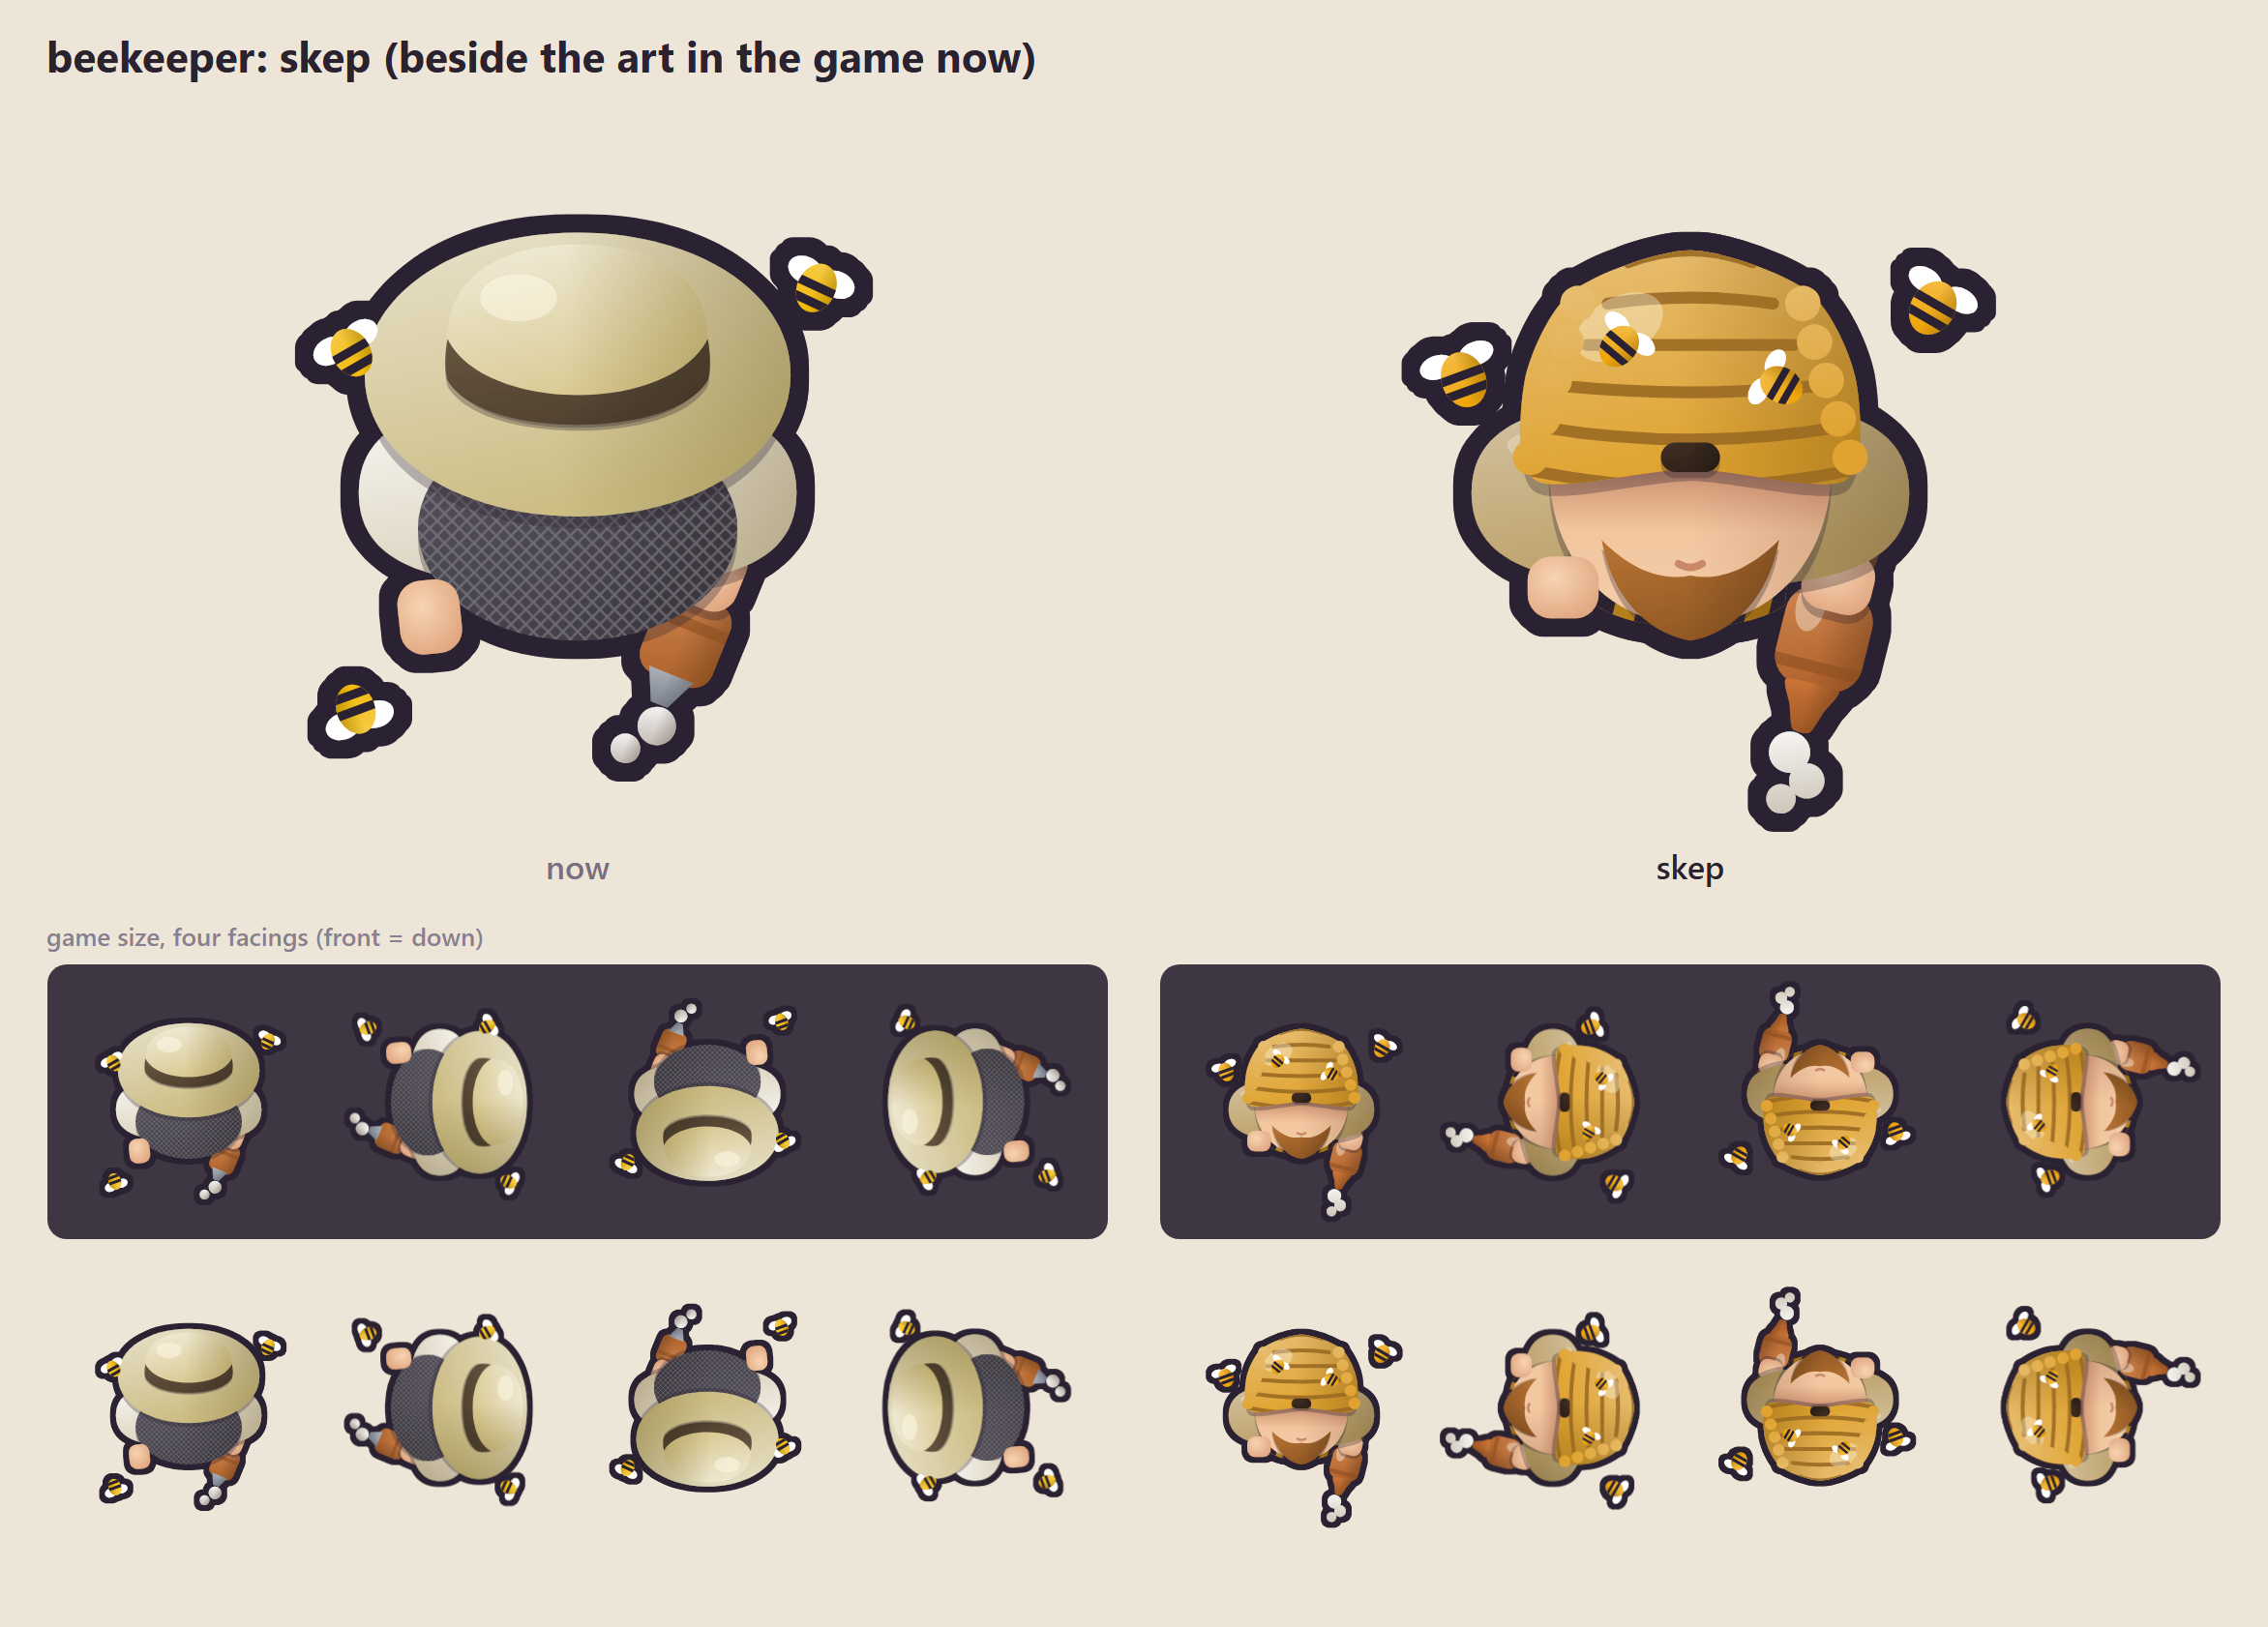 beekeeper: skep (beside the art in the game now)
now
skep
game size, four facings (front = down)